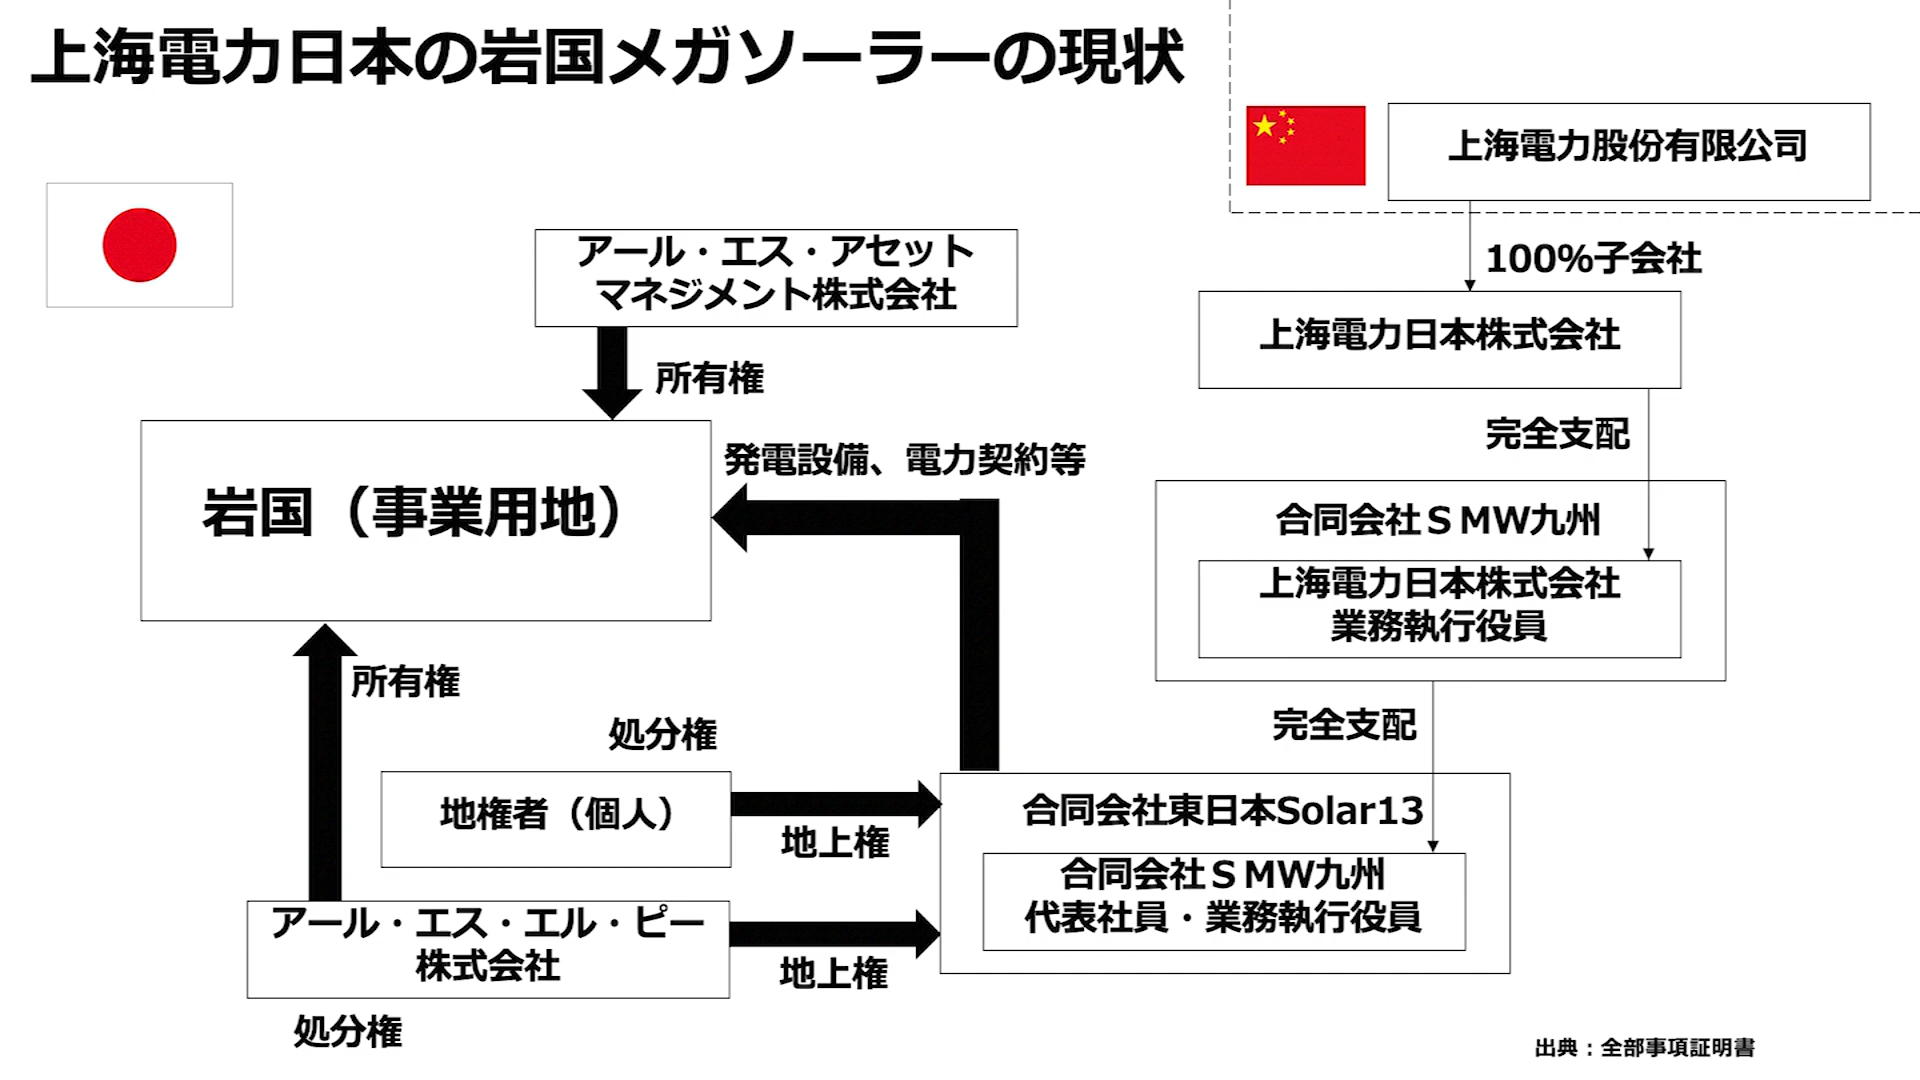 上海電力日本の岩国メガソーラーの現状
上海電力股份有限公司
100%子会社
上海電力日本株式会社
アール・エス・アセット
マネジメント株式会社
所有権
完全支配
発電設備、電力契約等
岩国（事業用地）
合同会社ＳMW九州
上海電力日本株式会社
業務執行役員
所有権
処分権
完全支配
地権者（個人）
地上権
合同会社東日本Solar13
合同会社ＳMW九州
代表社員・業務執行役員
アール・エス・エル・ピー
株式会社
地上権
処分権
出典：全部事項証明書